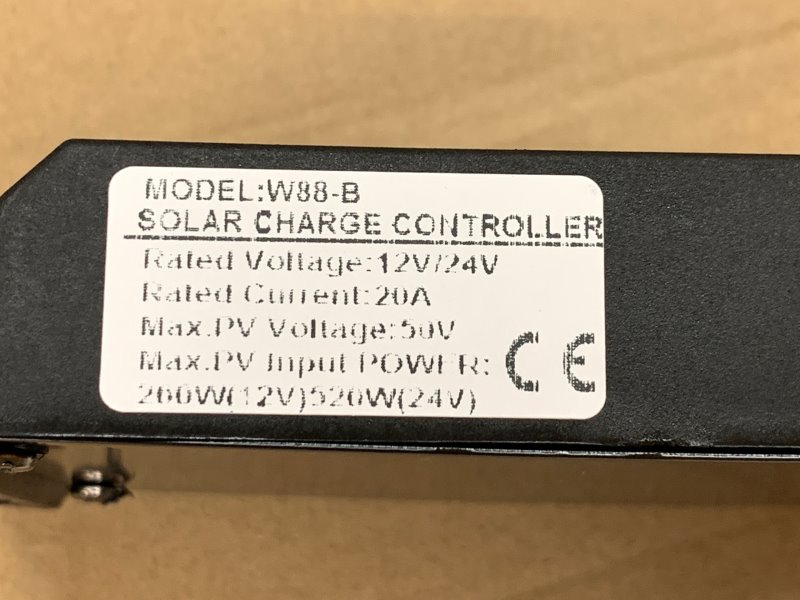 MODEL:W88-B
SOLAR CHARGE CONTROLLER
Rated Voltage:12V/24V
Rated Current:20A
Max.PV Voltage:50V
Max.PV Input POWER:
260W(12V)520W(24V)
CE